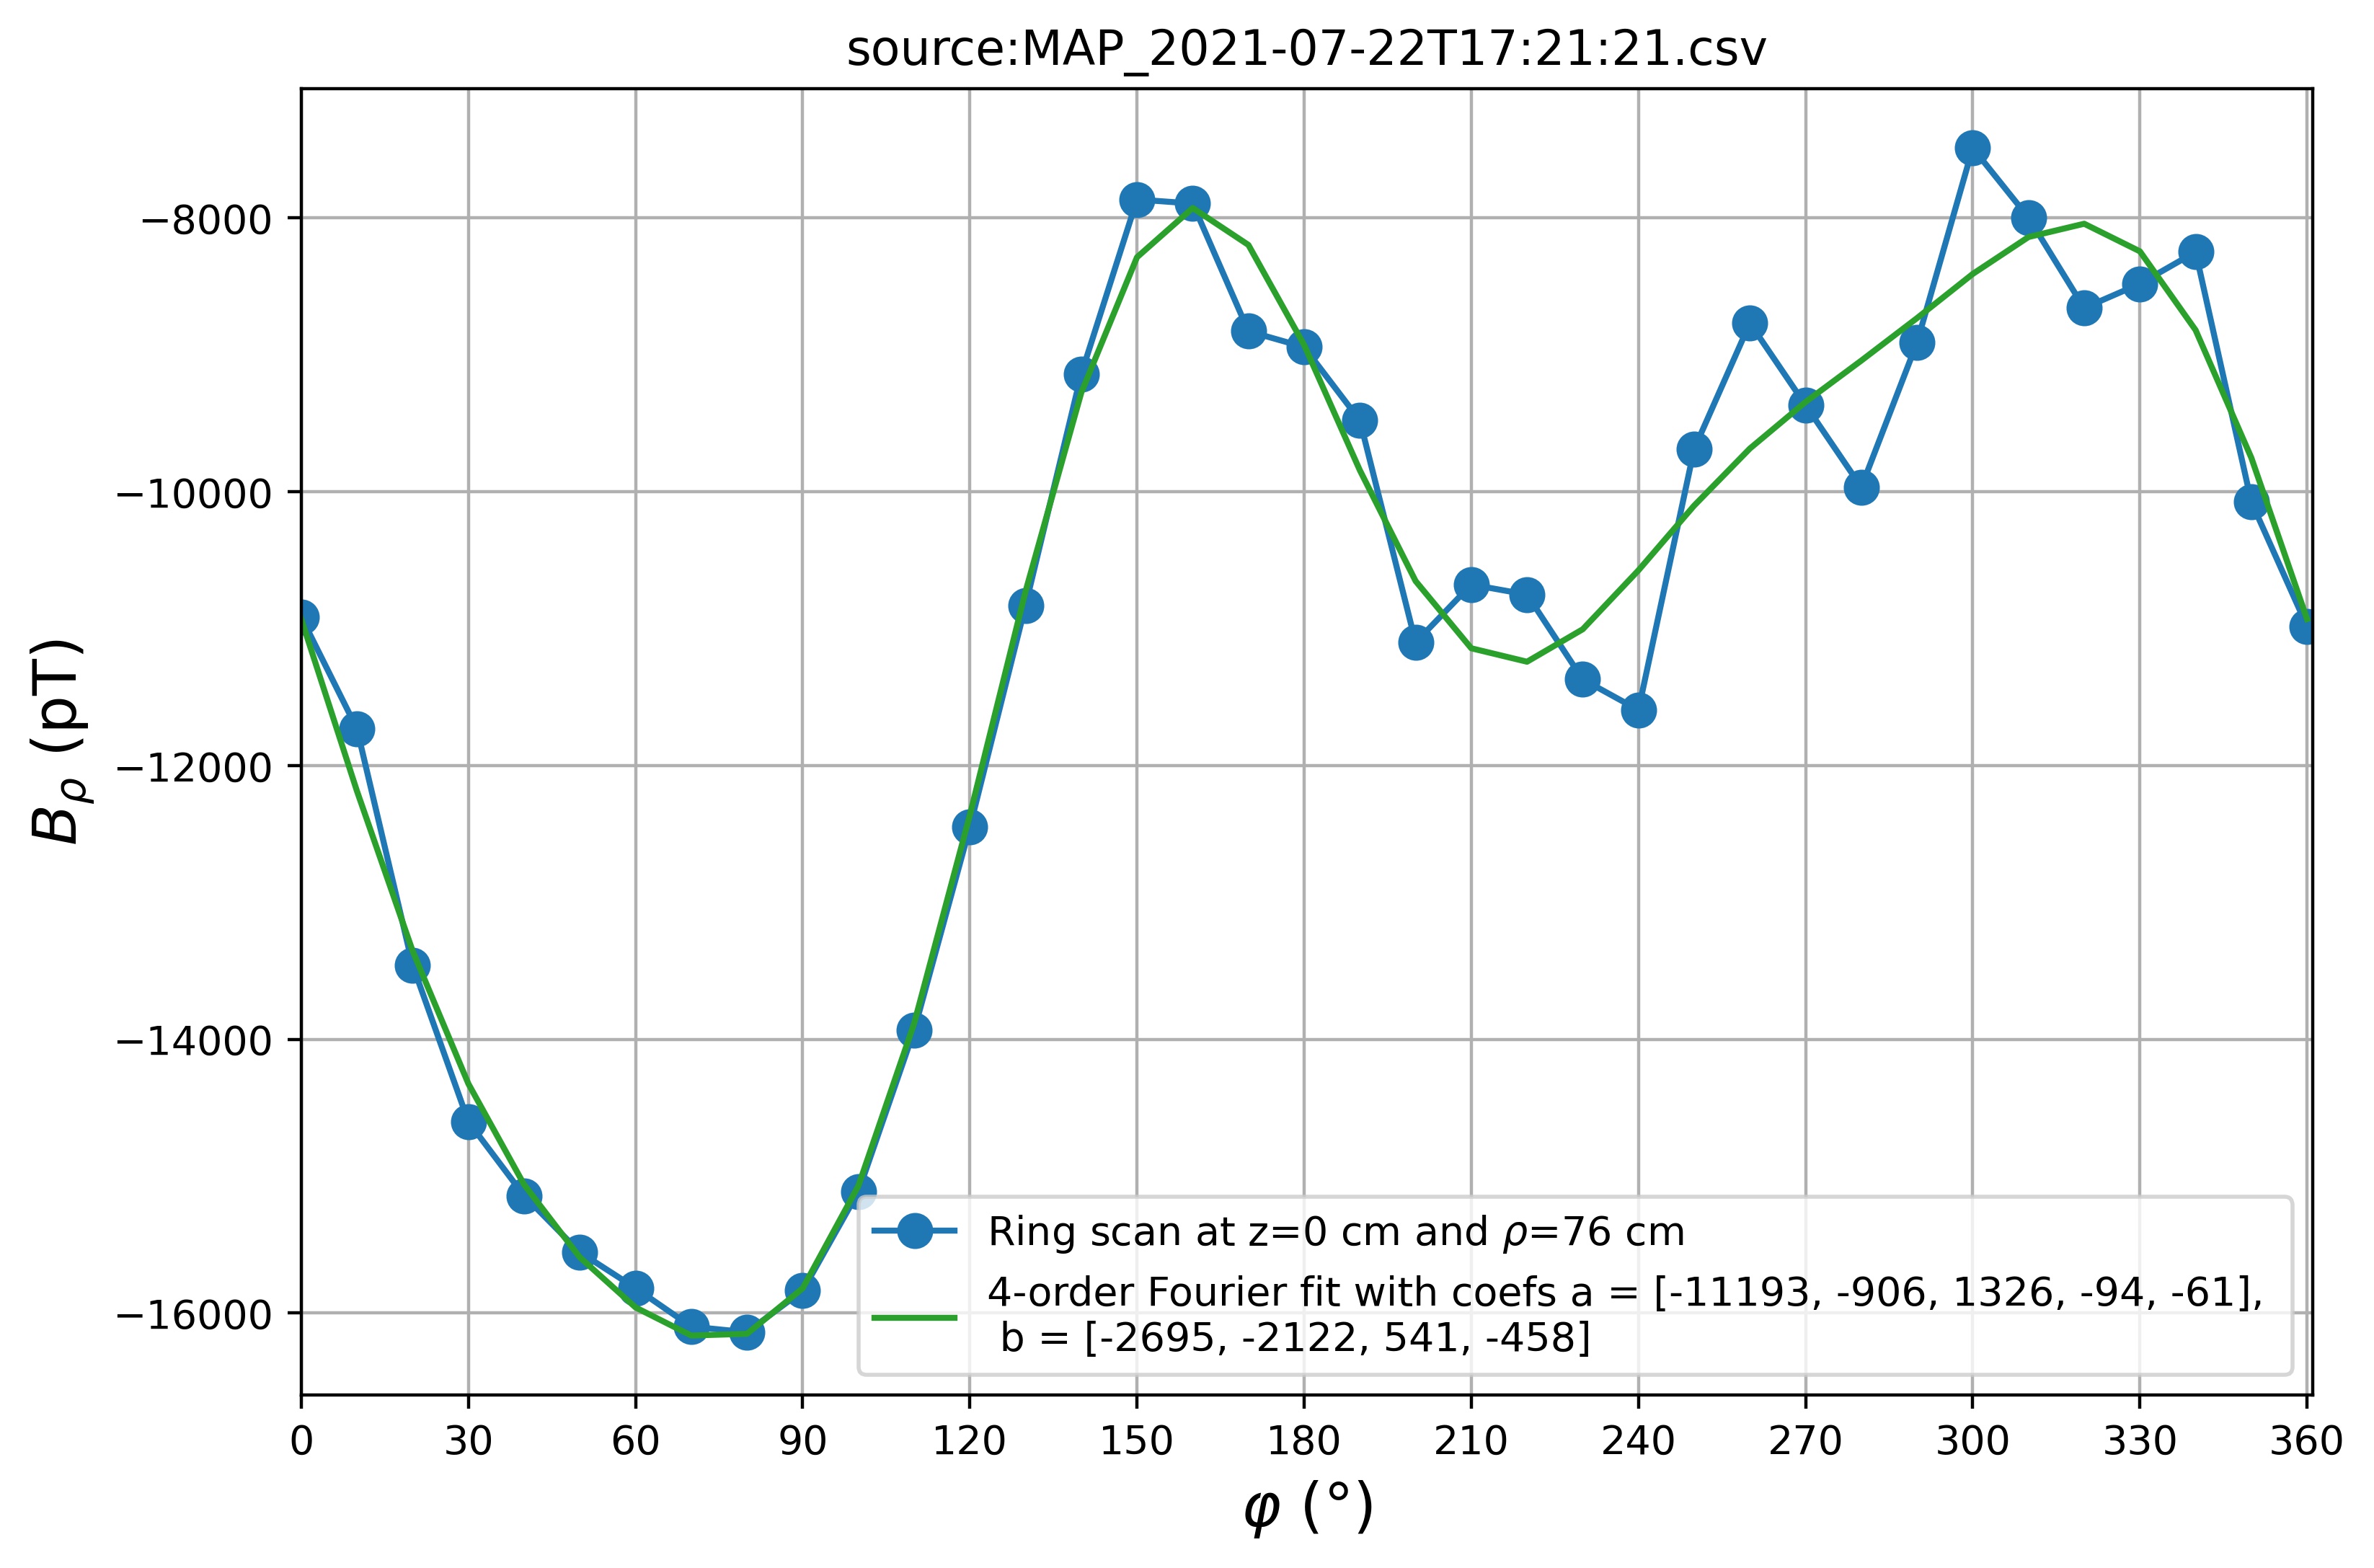 source:MAP_2021-07-22T17:21:21.csv
−8000
−10000
−12000
−14000
−16000
Bρ (pT)
Ring scan at z=0 cm and ρ=76 cm
4-order Fourier fit with coefs a = [-11193, -906, 1326, -94, -61],
b = [-2695, -2122, 541, -458]
0 30 60 90 120 150 180 210 240 270 300 330 360
φ (°)